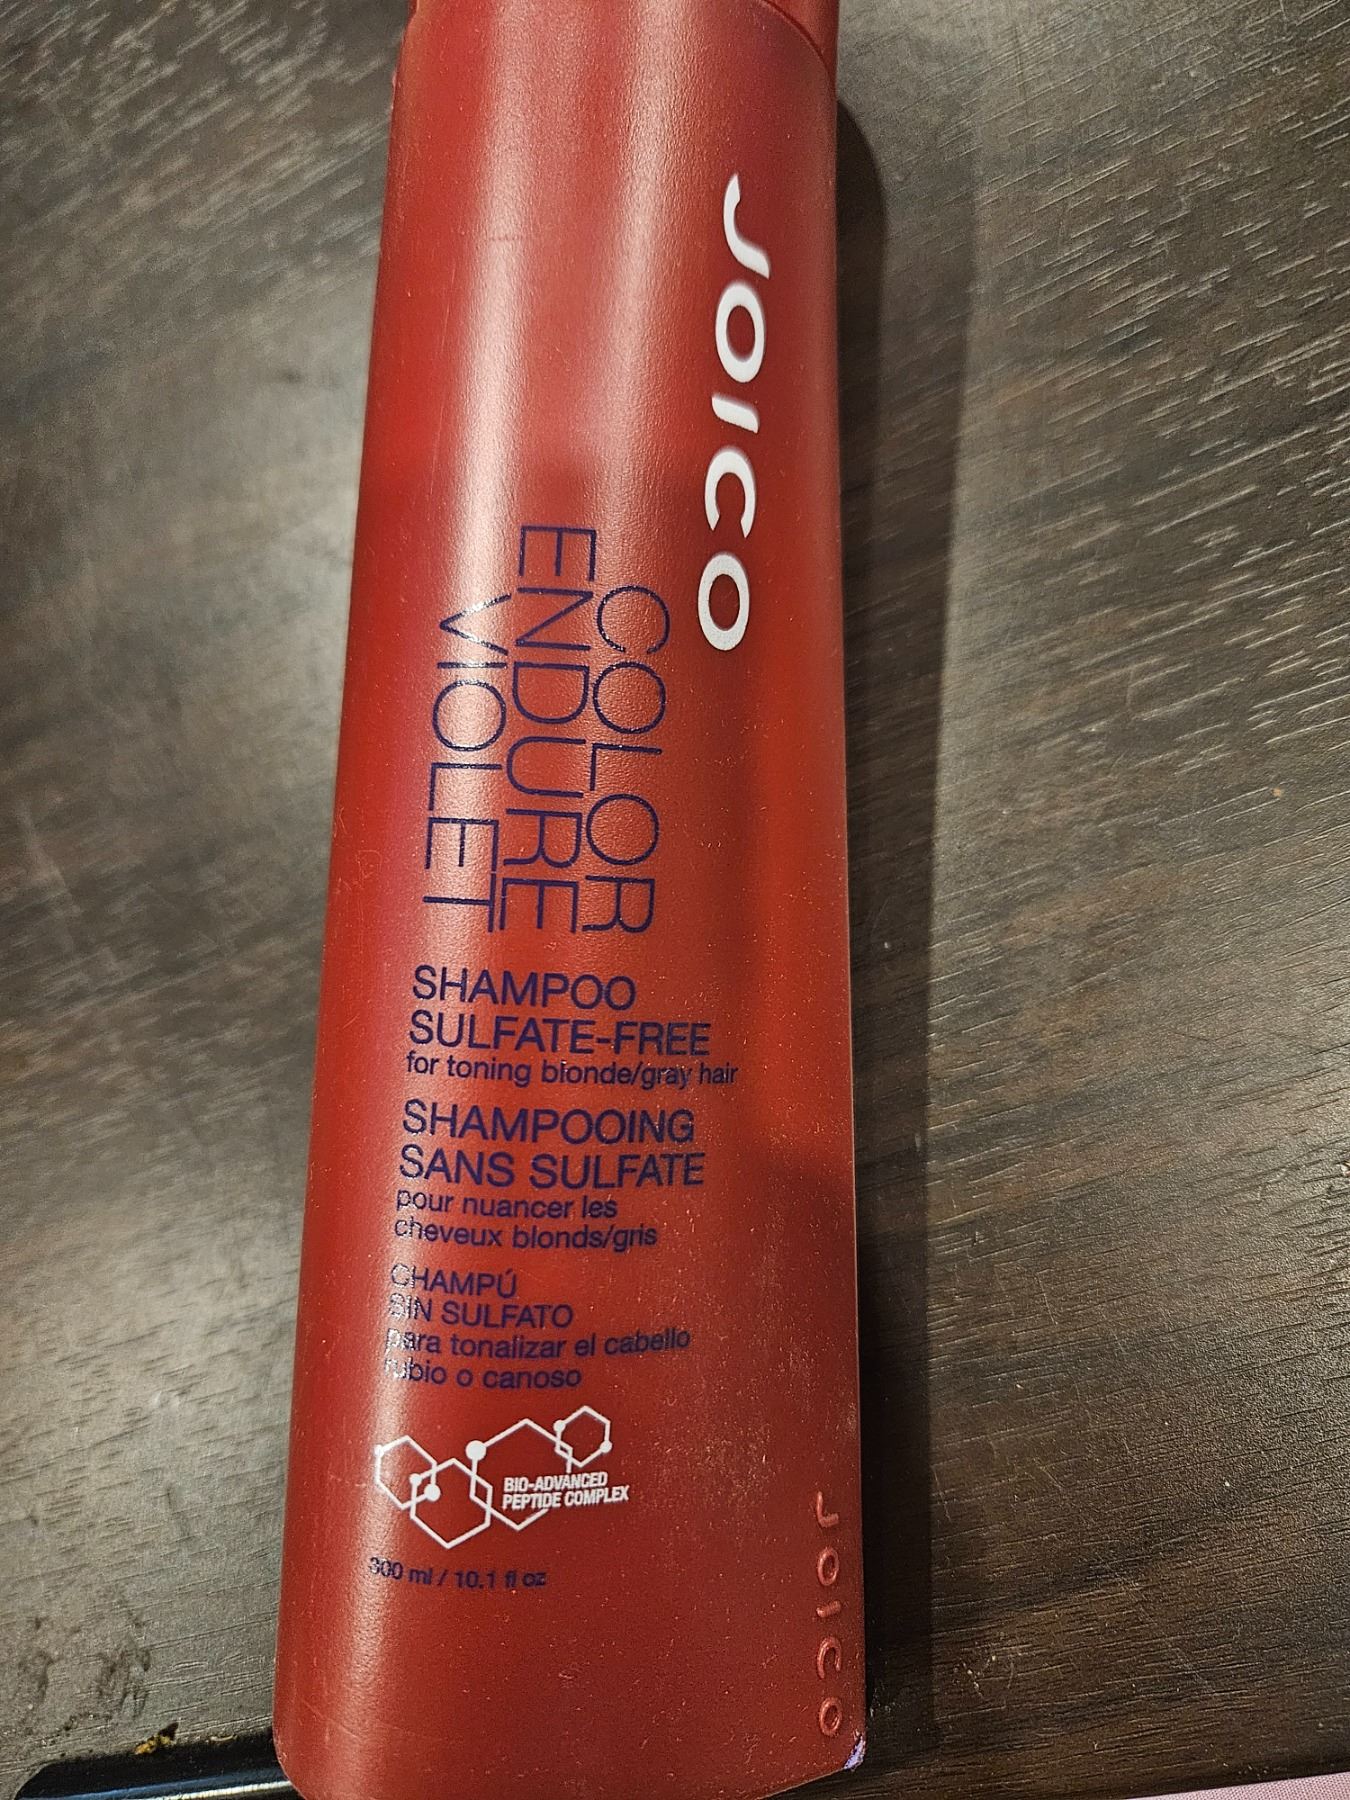 JOICO
COLOR
ENDURE
VIOLET
SHAMPOO
SULFATE-FREE
for toning blonde/gray hair
SHAMPOOING
SANS SULFATE
pour nuancer les
cheveux blonds/gris
CHAMPÚ
SIN SULFATO
para tonalizar el cabello
rubio o canoso
BIO-ADVANCED
PEPTIDE COMPLEX
300 ml / 10.1 fl oz
JOICO